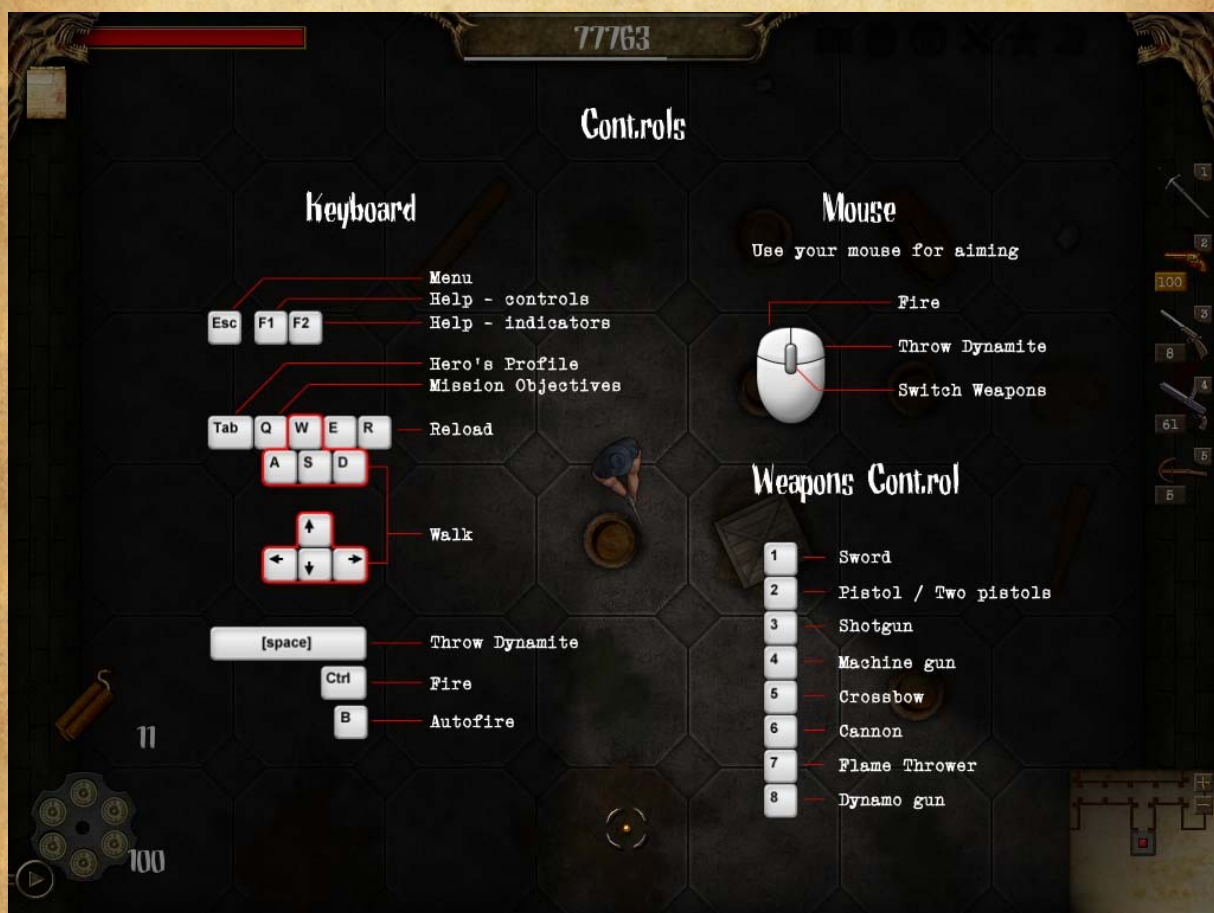 77763
Controls
Keyboard
Menu
Help - controls
Help - indicators
Esc F1 F2
Hero's Profile
Mission Objectives
Tab Q W E R
Reload
A S D
Walk
[space]
Throw Dynamite
Ctrl
Fire
B
Autofire
Mouse
Use your mouse for aiming
Fire
Throw Dynamite
Switch Weapons
Weapons Control
1 Sword
2 Pistol / Two pistols
3 Shotgun
4 Machine gun
5 Crossbow
6 Cannon
7 Flame Thrower
8 Dynamo gun
1
2
100
3
8
4
61
5
5
11
100